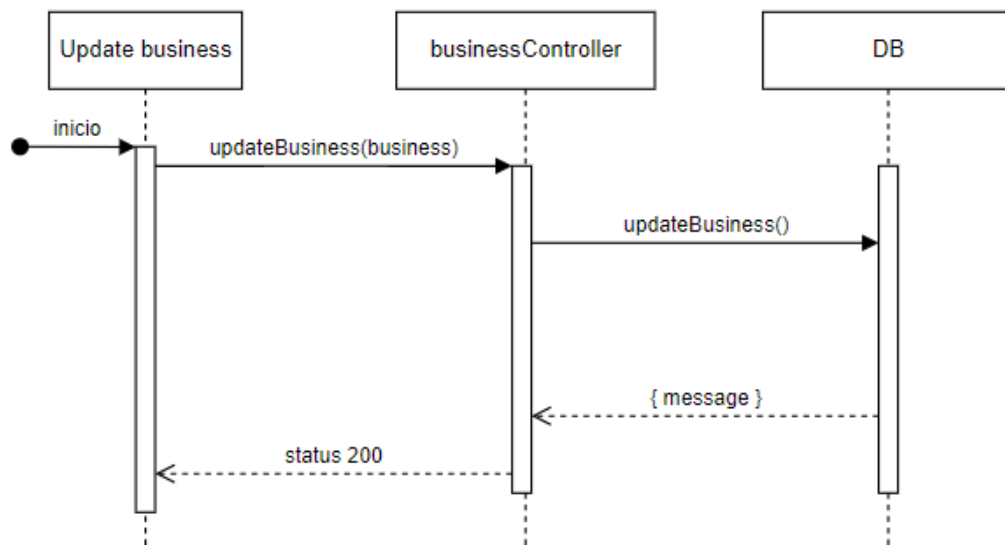 Update business
businessController
DB
inicio
updateBusiness(business)
updateBusiness()
{ message }
status 200